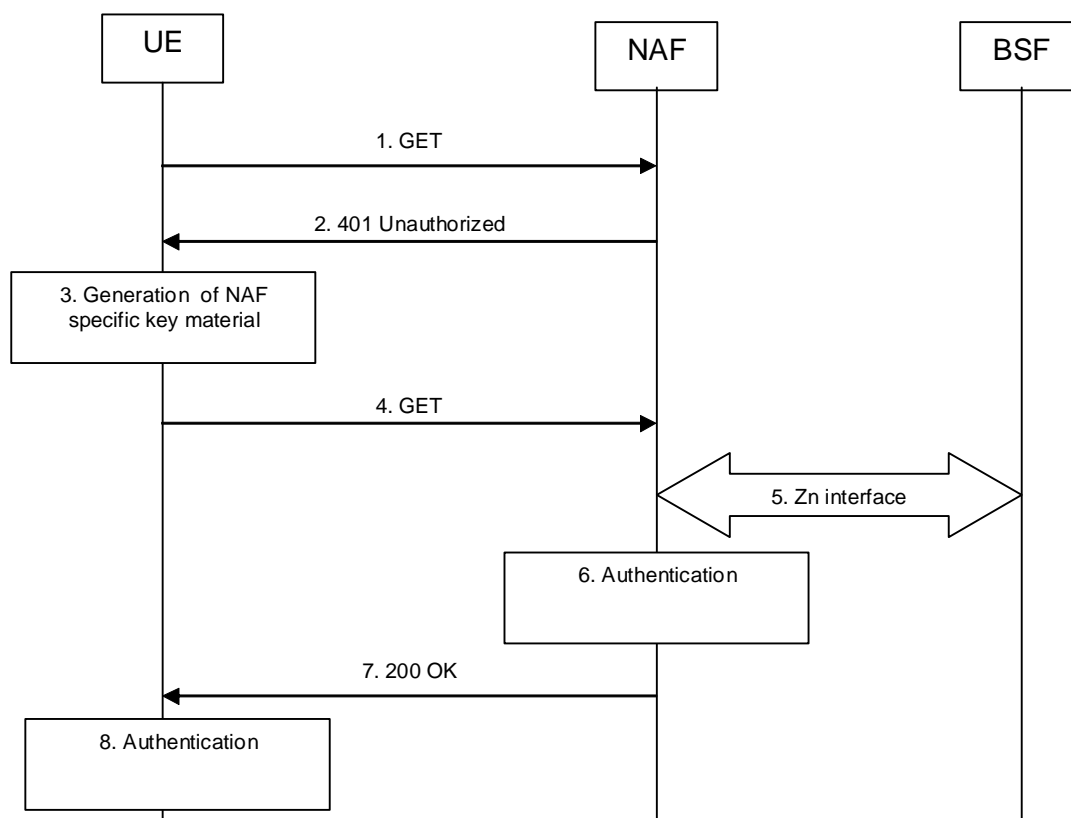 UE
NAF
BSF
1. GET
2. 401 Unauthorized
3. Generation of NAF
specific key material
4. GET
5. Zn interface
6. Authentication
7. 200 OK
8. Authentication